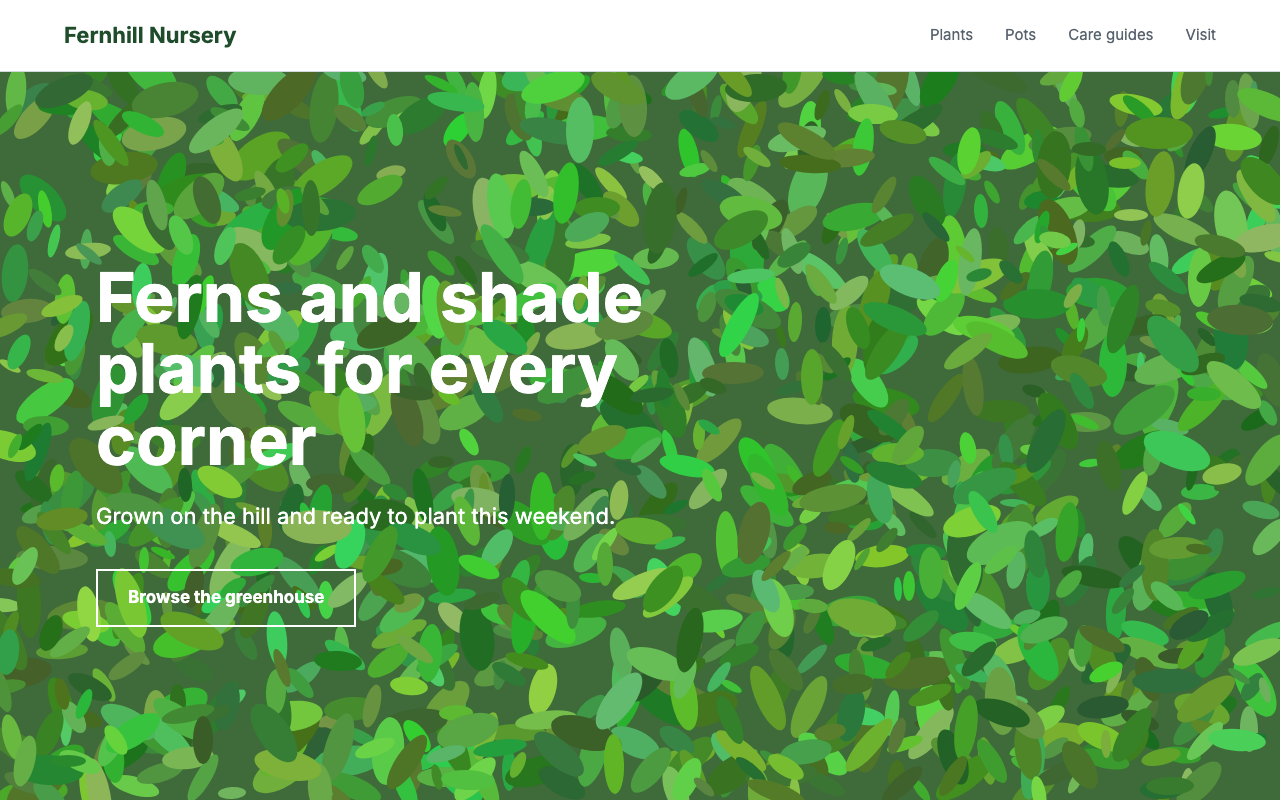 Fernhill Nursery
Plants Pots Care guides Visit
Ferns and shade
plants for every
corner
Grown on the hill and ready to plant this weekend.
Browse the greenhouse